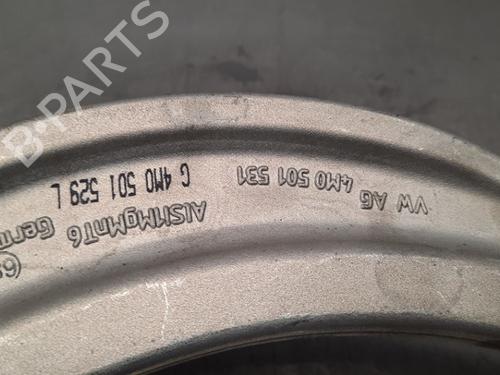 B-PARTS
VW AG 4M0 501 531
AlSi1MgMnT6
C 4M0 501 529 L